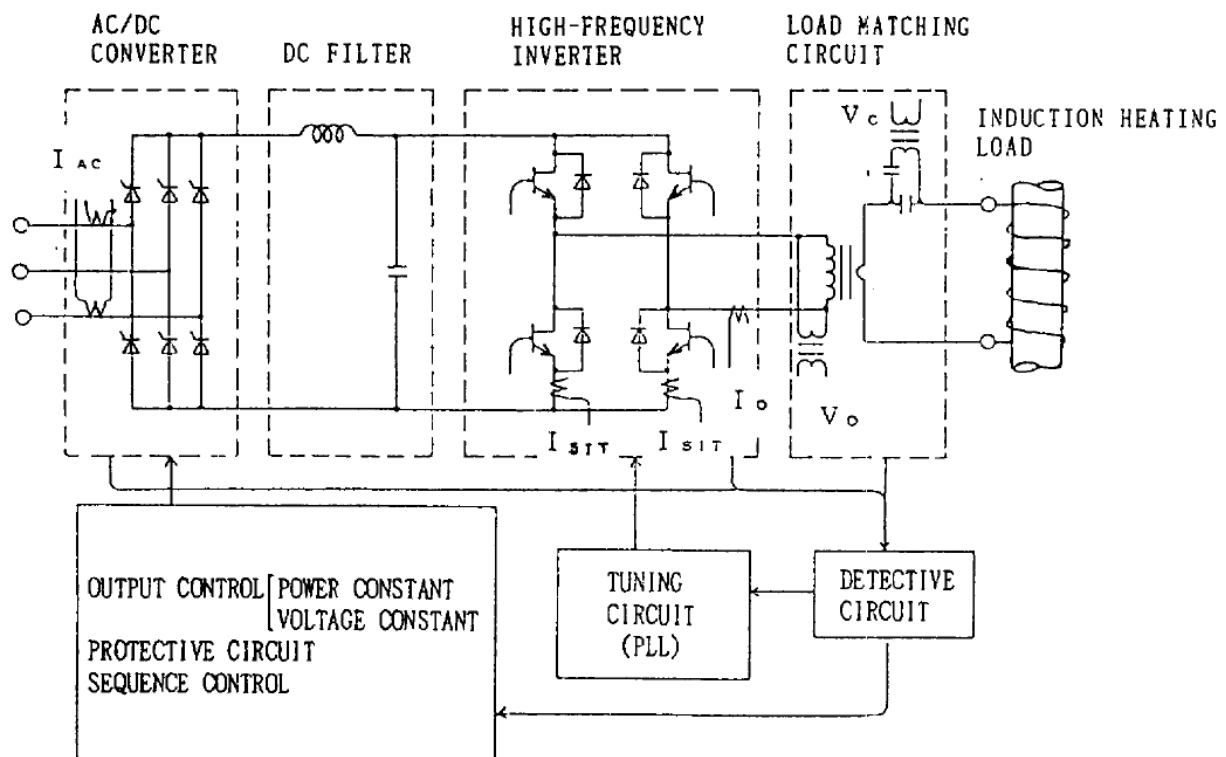 AC/DC
CONVERTER
DC FILTER
HIGH-FREQUENCY
INVERTER
LOAD MATCHING
CIRCUIT
INDUCTION HEATING
LOAD
I AC
Vc
I SIT
I SIT
Io
Vo
OUTPUT CONTROL[POWER CONSTANT
VOLTAGE CONSTANT
PROTECTIVE CIRCUIT
SEQUENCE CONTROL
TUNING
CIRCUIT
(PLL)
DETECTIVE
CIRCUIT